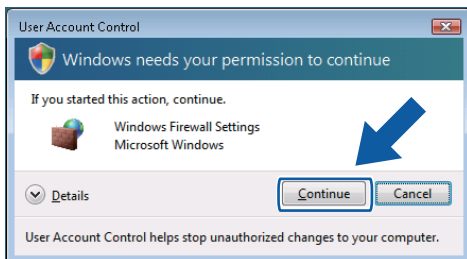 User Account Control
Windows needs your permission to continue
If you started this action, continue.
Windows Firewall Settings
Microsoft Windows
Details
Continue
Cancel
User Account Control helps stop unauthorized changes to your computer.